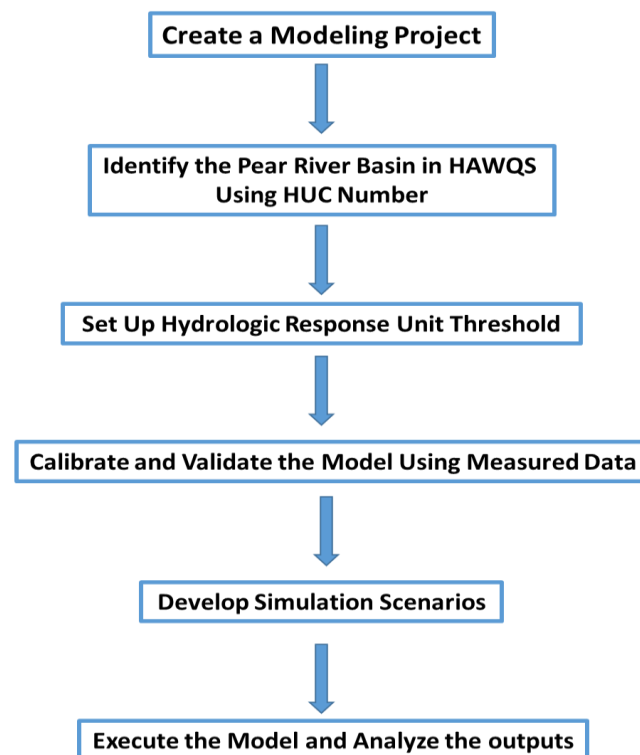 Create a Modeling Project
Identify the Pear River Basin in HAWQS
Using HUC Number
Set Up Hydrologic Response Unit Threshold
Calibrate and Validate the Model Using Measured Data
Develop Simulation Scenarios
Execute the Model and Analyze the outputs